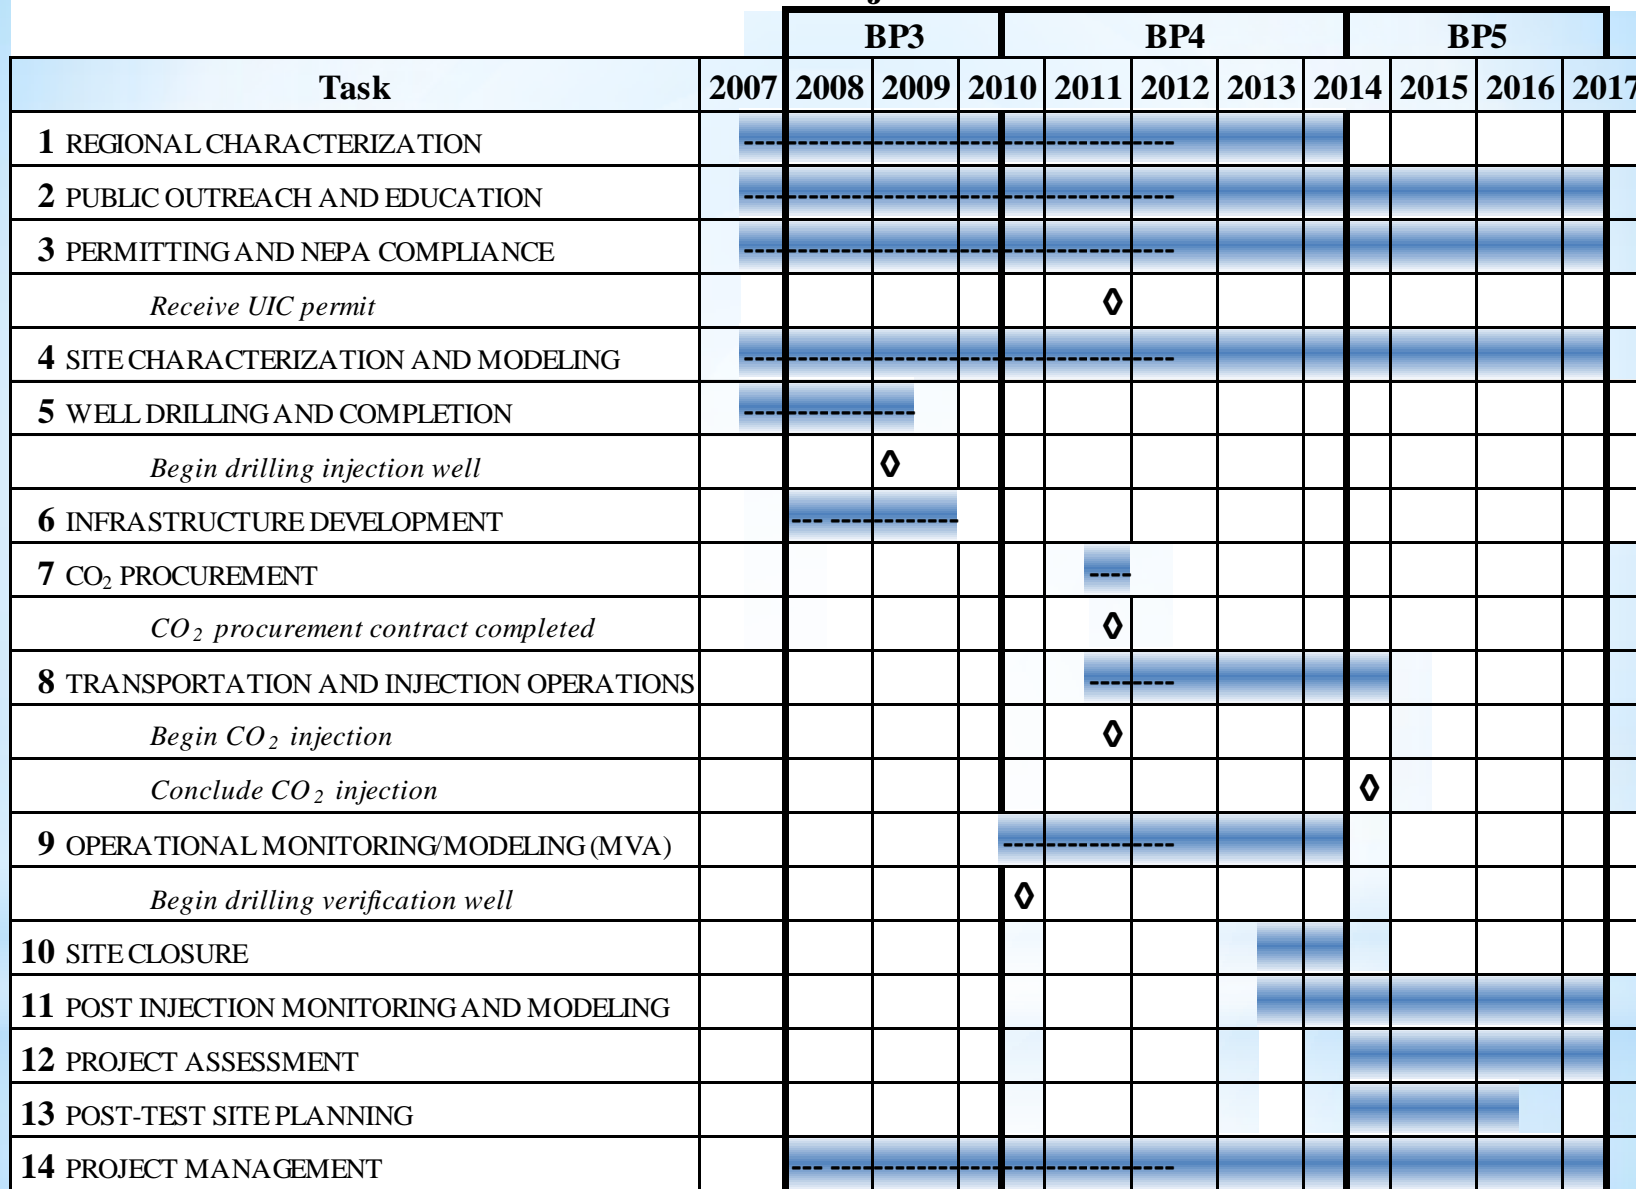 BP3 BP4 BP5
Task 2007 2008 2009 2010 2011 2012 2013 2014 2015 2016 2017
1 REGIONAL CHARACTERIZATION
2 PUBLIC OUTREACH AND EDUCATION
3 PERMITTING AND NEPA COMPLIANCE
Receive UIC permit
4 SITE CHARACTERIZATION AND MODELING
5 WELL DRILLING AND COMPLETION
Begin drilling injection well
6 INFRASTRUCTURE DEVELOPMENT
7 CO₂ PROCUREMENT
CO₂ procurement contract completed
8 TRANSPORTATION AND INJECTION OPERATIONS
Begin CO₂ injection
Conclude CO₂ injection
9 OPERATIONAL MONITORING/MODELING (MVA)
Begin drilling verification well
10 SITE CLOSURE
11 POST INJECTION MONITORING AND MODELING
12 PROJECT ASSESSMENT
13 POST-TEST SITE PLANNING
14 PROJECT MANAGEMENT